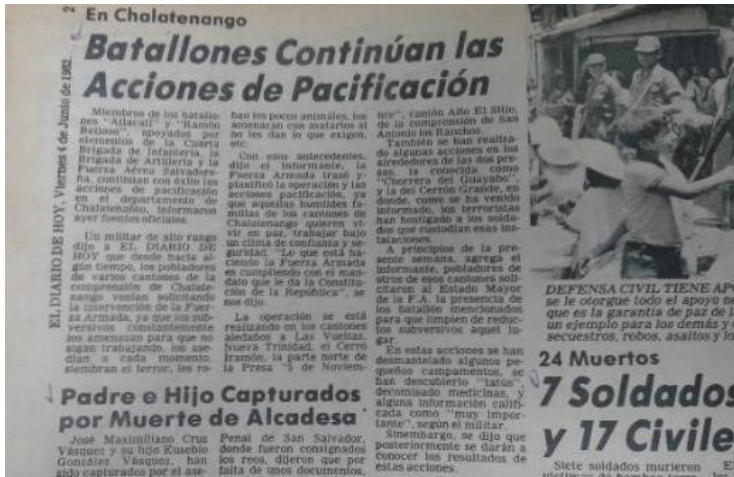 2
EL DIARIO DE HOY, Viernes 4 de Junio de 1982.
En Chalatenango
Batallones Continúan las
Acciones de Pacificación
Miembros de los batallo-
nes "Atlacatl" y "Ramón
Belloso", apoyados por
elementos de la Cuarta
Brigada de Infantería, la
Brigada de Artillería y la
Fuerza Aérea Salvadore-
ña, continúan con éxito las
acciones de pacificación
en el departamento de
Chalatenango, informaron
ayer fuentes oficiales.
Un militar de alto rango
dijo a EL DIARIO DE
HOY que desde hacía al-
gún tiempo, los pobladores
de varios cantones de la
comprensión de Chalate-
nango venían solicitando
la intervención de la Fuer-
za Armada, ya que los sub-
versivos constantemente
los amenazan para que no
sigan trabajando, los ase-
dian a cada momento,
siembran el terror, les ro-
ban los pocos animales, los
amenazan con matarlos si
no les dan lo que exigen,
etc.
Con esos antecedentes,
dijo el informante, la
Fuerza Armada trazó y
planificó la operación y las
acciones pacificación, ya
que aquellas humildes fa-
milias de los cantones de
Chalatenango quieren vi-
vir en paz, trabajar bajo
un clima de confianza y se-
guridad. "Lo que está ha-
ciendo la Fuerza Armada
es cumpliendo con el man-
dato que le da la Constitu-
ción de la República", se
nos dijo.
La operación se está
realizando en los cantones
aledaños a Las Vueltas,
Nueva Trinidad, el Cerro
Iramón, la parte norte de
la Presa "5 de Noviem-
bre", cantón Alto El Sitio,
de la comprensión de San
Antonio los Ranchos.
También se han realiza-
do algunas acciones en los
alrededores de las dos pre-
sas, la conocida como
"Chorrera del Guayabo",
y la del Cerrón Grande, en
donde, como se ha venido
informado, los terroristas
han hostigado a los solda-
dos que custodian esas ins-
talaciones.
A principios de la pre-
sente semana, agrega el
informante, pobladores de
otros de esos cantones soli-
citaron al Estado Mayor
de la F.A. la presencia de
los batallón mencionados
para que limpien de reduc-
tos subversivos aquel lu-
gar.
En estas acciones se han
desmantelado algunos pe-
queños campamentos, se
han descubierto "tatús",
decomisado medicinas, y
alguna información califi-
cada como "muy impor-
tante", según el militar.
Sinembargo, se dijo que
posteriormente se darán a
conocer los resultados de
estas acciones.
Padre e Hijo Capturados
por Muerte de Alcadesa
José Maximiliano Cruz
Vásquez y su hijo Eusebio
González Vásquez, han
sido capturados por el ase-
Penal de San Salvador,
donde fueron consignados
los reos, dijeron que por
falta de unos documentos,
DEFENSA CIVIL TIENE APO
se le otorgue todo el apoyo ne
que es la garantía de paz de l
un ejemplo para los demás y
secuestros, robos, asaltos y lo
24 Muertos
7 Soldados
y 17 Civile
Siete soldados murieron